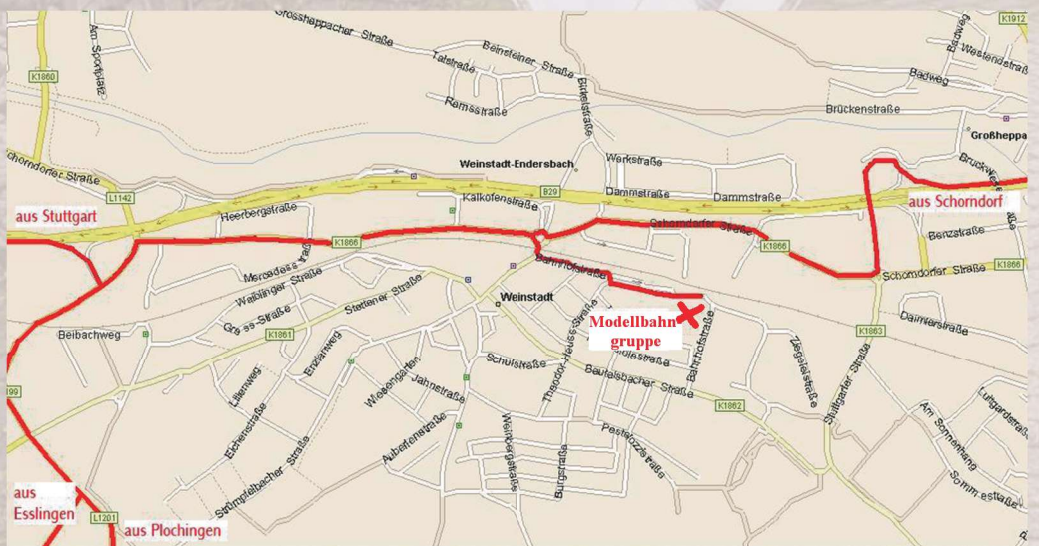 Grossheppacher Straße
K1912
Am Sportplatz
Badweg
Westendstraße
Beinsteiner Straße
Talstraße
K1860
Badweg
Birkelstraße
Ramsstraße
Brückenstraße
Großheppa
Schorndorfer Straße
Weinstadt-Endersbach
Werkstraße
L1142
B29
Dammstraße
Dammstraße
Kalkofenstraße
aus Stuttgart
Heerbergstraße
aus Schorndorf
Schorndorfer Straße
K1866
K1866
Benzstraße
Bahnhofstraße
Schorndorfer Straße
K1866
Waiblinger Straße
Stettener Straße
Weinstadt
Modellbahn
gruppe
Daimlerstraße
Beibachweg
K1861
K1863
Theodor-Heuss-Straße
Bahnhofstraße
Ziegeleistraße
Stuttgarter Straße
Enzianweg
Schulstraße
Lilienweg
Wiesengarten
Jahnstraße
Beutelsbacher Straße
K1862
Luitgardstraße
Eichenstraße
Am Sonnenhang
Weinbergstraße
Burgstraße
Pestalozzistraße
Strümpfelbacher Straße
aus
Esslingen
L1201
aus Plochingen